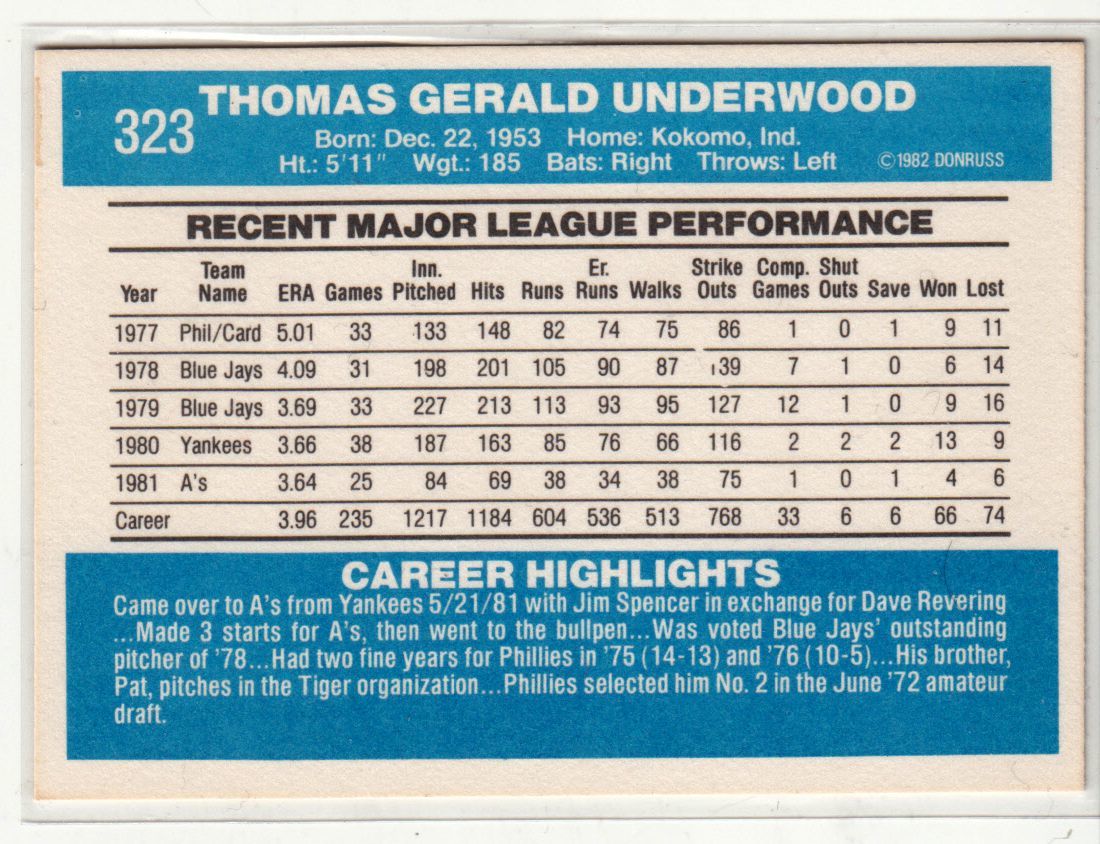 THOMAS GERALD UNDERWOOD
323
Born: Dec. 22, 1953 Home: Kokomo, Ind.
Ht.: 5'11" Wgt.: 185 Bats: Right Throws: Left ©1982 DONRUSS
RECENT MAJOR LEAGUE PERFORMANCE
Team Inn. Er. Strike Comp. Shut
Year Name ERA Games Pitched Hits Runs Runs Walks Outs Games Outs Save Won Lost
1977 Phil/Card 5.01 33 133 148 82 74 75 86 1 0 1 9 11
1978 Blue Jays 4.09 31 198 201 105 90 87 139 7 1 0 6 14
1979 Blue Jays 3.69 33 227 213 113 93 95 127 12 1 0 9 16
1980 Yankees 3.66 38 187 163 85 76 66 116 2 2 2 13 9
1981 A's 3.64 25 84 69 38 34 38 75 1 0 1 4 6
Career 3.96 235 1217 1184 604 536 513 768 33 6 6 66 74
CAREER HIGHLIGHTS
Came over to A's from Yankees 5/21/81 with Jim Spencer in exchange for Dave Revering
...Made 3 starts for A's, then went to the bullpen...Was voted Blue Jays' outstanding
pitcher of '78...Had two fine years for Phillies in '75 (14-13) and '76 (10-5)...His brother,
Pat, pitches in the Tiger organization...Phillies selected him No. 2 in the June '72 amateur
draft.